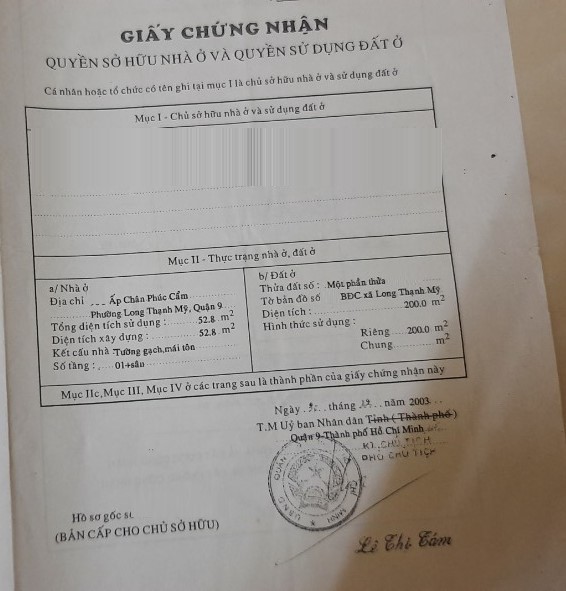 GIẤY CHỨNG NHẬN
QUYỀN SỞ HỮU NHÀ Ở VÀ QUYỀN SỬ DỤNG ĐẤT Ở
Cá nhân hoặc tổ chức có tên ghi tại mục I là chủ sở hữu nhà ở và sử dụng đất ở
Mục I - Chủ sở hữu nhà ở và sử dụng đất ở
Mục II - Thực trạng nhà ở, đất ở
a/ Nhà ở
Địa chỉ Ấp Chân Phúc Cẩm
Phường Long Thạnh Mỹ, Quận 9
Tổng diện tích sử dụng : 52.8 m²
Diện tích xây dựng : 52.8 m²
Kết cấu nhà Tường gạch, mái tôn
Số tầng : 01+sân
b/ Đất ở
Thửa đất số : Một phần thửa
Tờ bản đồ số BĐC xã Long Thạnh Mỹ
Diện tích : 200.0 m²
Hình thức sử dụng :
Riêng 200.0 m²
Chung m²
Mục IIc, Mục III, Mục IV ở các trang sau là thành phần của giấy chứng nhận này
Ngày tháng năm 2003
T.M Uỷ ban Nhân dân Tỉnh ( Thành phố )
Quận 9-Thành phố Hồ Chí Minh
KT. CHỦ TỊCH
PHÓ CHỦ TỊCH
Hồ sơ gốc số
(BẢN CẤP CHO CHỦ SỞ HỮU)
Lê Thị Tám